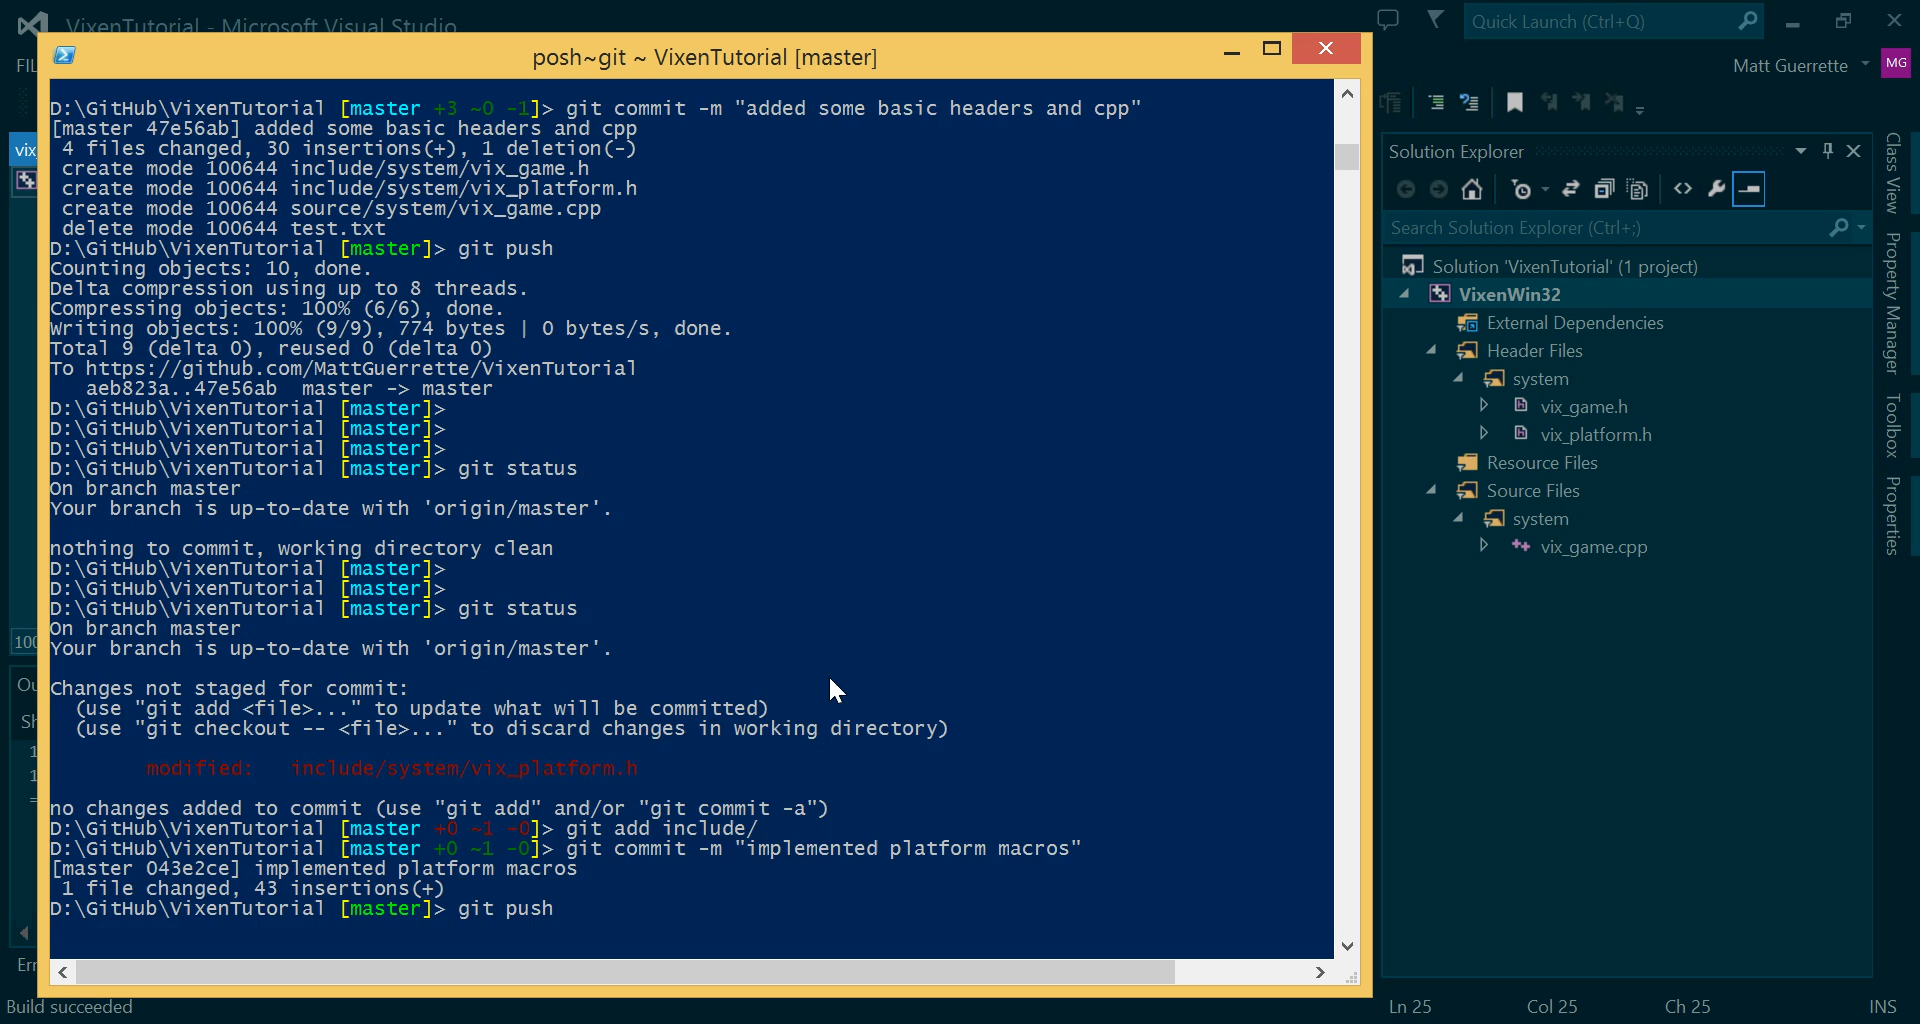 VixenTutorial - Microsoft Visual Studio
Quick Launch (Ctrl+Q)
FIL
Matt Guerrette
MG
posh~git ~ VixenTutorial [master]
D:\GitHub\VixenTutorial [master +3 ~0 -1]> git commit -m "added some basic headers and cpp"
[master 47e56ab] added some basic headers and cpp
4 files changed, 30 insertions(+), 1 deletion(-)
create mode 100644 include/system/vix_game.h
create mode 100644 include/system/vix_platform.h
create mode 100644 source/system/vix_game.cpp
delete mode 100644 test.txt
D:\GitHub\VixenTutorial [master]> git push
Counting objects: 10, done.
Delta compression using up to 8 threads.
Compressing objects: 100% (6/6), done.
Writing objects: 100% (9/9), 774 bytes | 0 bytes/s, done.
Total 9 (delta 0), reused 0 (delta 0)
To https://github.com/MattGuerrette/VixenTutorial
aeb823a..47e56ab  master -> master
D:\GitHub\VixenTutorial [master]>
D:\GitHub\VixenTutorial [master]>
D:\GitHub\VixenTutorial [master]>
D:\GitHub\VixenTutorial [master]> git status
On branch master
Your branch is up-to-date with 'origin/master'.
nothing to commit, working directory clean
D:\GitHub\VixenTutorial [master]>
D:\GitHub\VixenTutorial [master]>
D:\GitHub\VixenTutorial [master]> git status
On branch master
Your branch is up-to-date with 'origin/master'.
Changes not staged for commit:
(use "git add <file>..." to update what will be committed)
(use "git checkout -- <file>..." to discard changes in working directory)
modified:   include/system/vix_platform.h
no changes added to commit (use "git add" and/or "git commit -a")
D:\GitHub\VixenTutorial [master +0 ~1 -0]> git add include/
D:\GitHub\VixenTutorial [master +0 ~1 -0]> git commit -m "implemented platform macros"
[master 043e2ce] implemented platform macros
1 file changed, 43 insertions(+)
D:\GitHub\VixenTutorial [master]> git push
vix
100
Ou
Sh
1
1
=
Err
Solution Explorer
Search Solution Explorer (Ctrl+;)
Solution 'VixenTutorial' (1 project)
VixenWin32
External Dependencies
Header Files
system
vix_game.h
vix_platform.h
Resource Files
Source Files
system
vix_game.cpp
Class View
Property Manager
Toolbox
Properties
Build succeeded
Ln 25
Col 25
Ch 25
INS